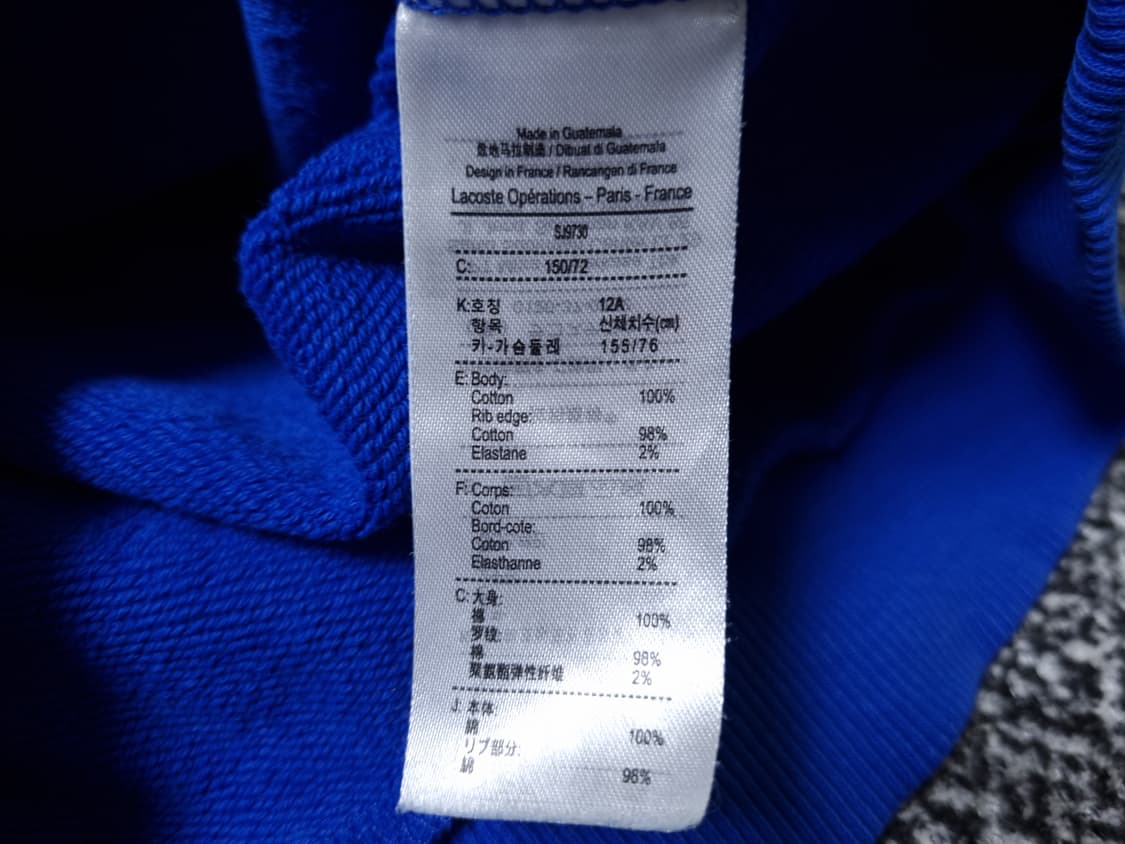 Made in Guatemala
危地马拉制造 / Dibuat di Guatemala
Design in France / Rancangen di France
Lacoste Opérations – Paris - France
SJ9730
C: 150/72
K: 호칭 12A
항목 신체치수(㎝)
키-가슴둘레 155/76
E: Body:
Cotton 100%
Rib edge:
Cotton 98%
Elastane 2%
F: Corps:
Coton 100%
Bord-cote:
Coton 98%
Elasthanne 2%
C: 大身:
棉 100%
罗纹:
棉 98%
聚氨酯弹性纤维 2%
J: 本体:
綿 100%
リブ部分:
綿 98%